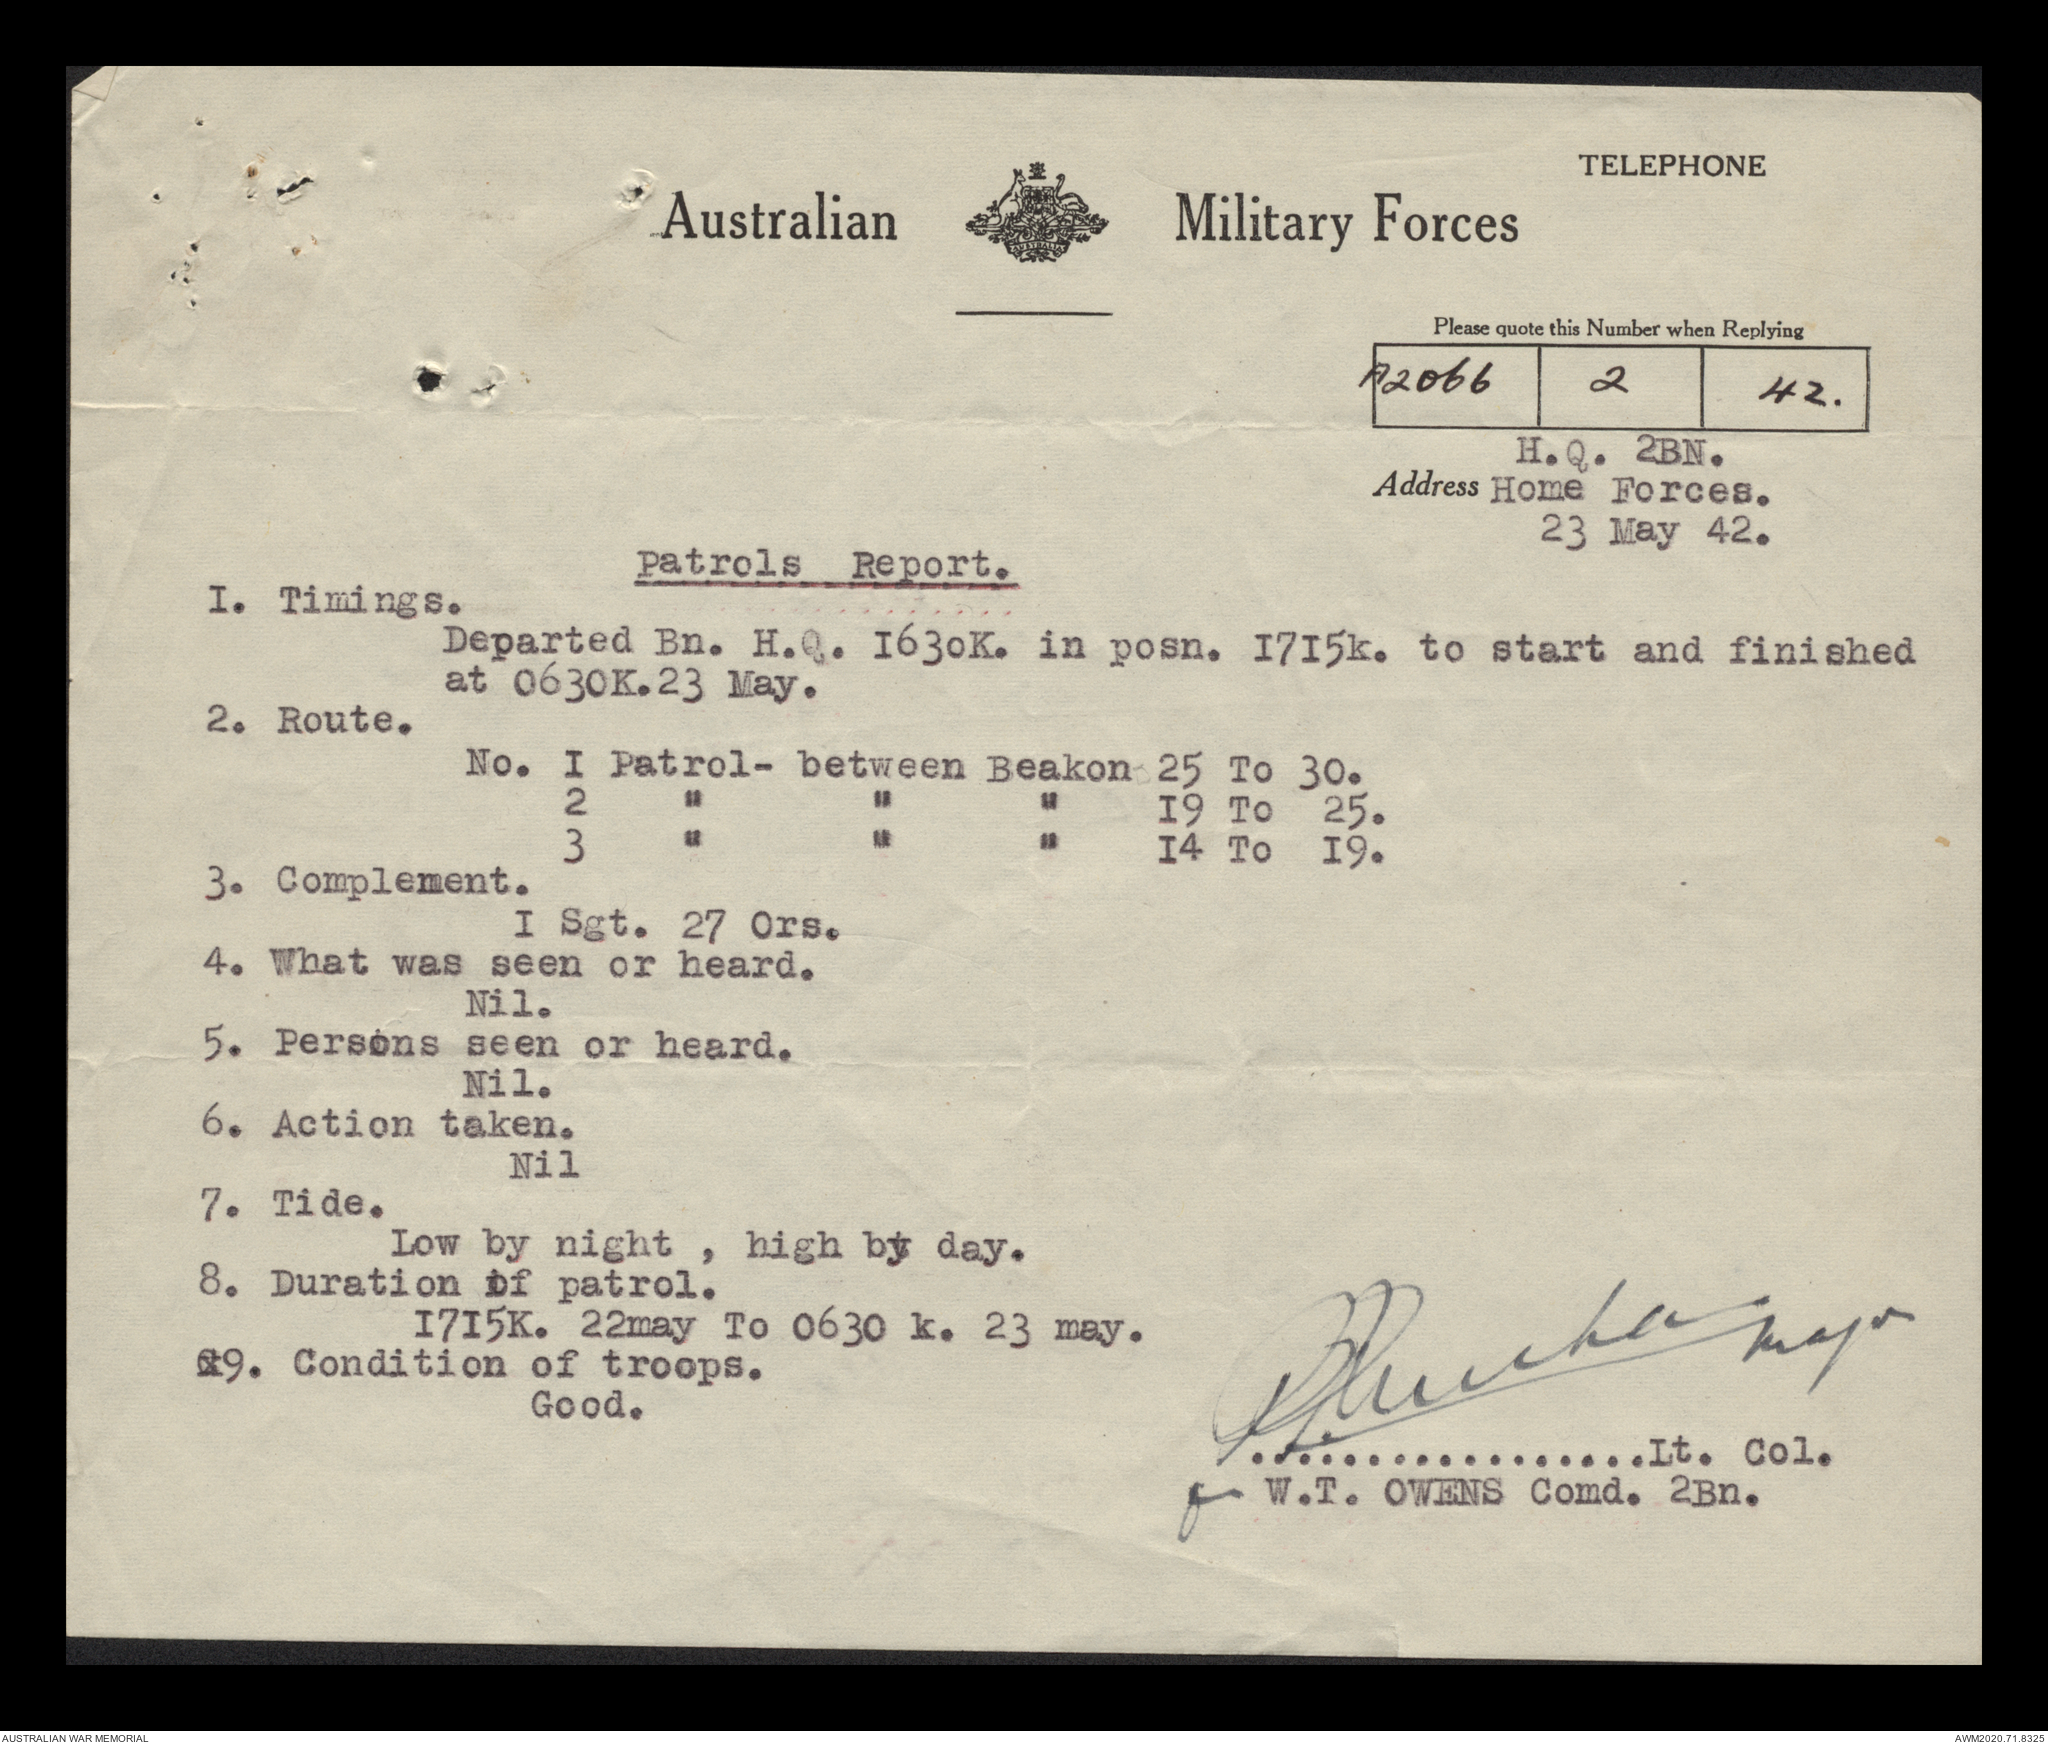 TELEPHONE
Australian Military Forces
AUSTRALIA
Please quote this Number when Replying
A2066 2 42.
H.Q. 2BN.
Address Home Forces.
23 May 42.
Patrols Report.
I. Timings.
Departed Bn. H.Q. I630K. in posn. I7I5k. to start and finished
at 0630K.23 May.
2. Route.
No. I Patrol- between Beakon 25 To 30.
2 " " " I9 To 25.
3 " " " I4 To I9.
3. Complement.
I Sgt. 27 Ors.
4. What was seen or heard.
Nil.
5. Persons seen or heard.
Nil.
6. Action taken.
Nil
7. Tide.
Low by night , high by day.
8. Duration of patrol.
I7I5K. 22may To 0630 k. 23 may.
9. Condition of troops.
Good.
Major
..................Lt. Col.
for W.T. OWENS Comd. 2Bn.
AUSTRALIAN WAR MEMORIAL
AWM2020.71.8325